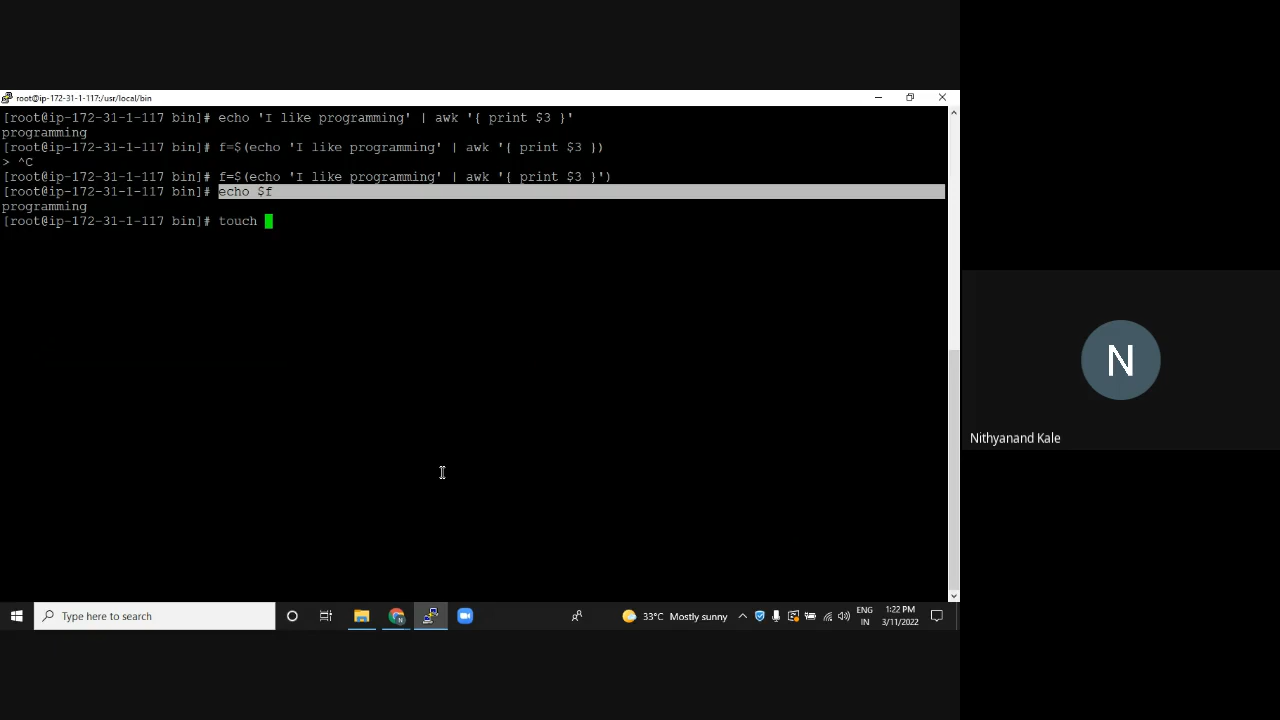 root@ip-172-31-1-117:/usr/local/bin
[root@ip-172-31-1-117 bin]# echo 'I like programming' | awk '{ print $3 }'
programming
[root@ip-172-31-1-117 bin]# f=$(echo 'I like programming' | awk '{ print $3 })
> ^C
[root@ip-172-31-1-117 bin]# f=$(echo 'I like programming' | awk '{ print $3 }')
[root@ip-172-31-1-117 bin]# echo $f
programming
[root@ip-172-31-1-117 bin]# touch
N
Nithyanand Kale
Type here to search
33°C Mostly sunny
ENG
IN
1:22 PM
3/11/2022